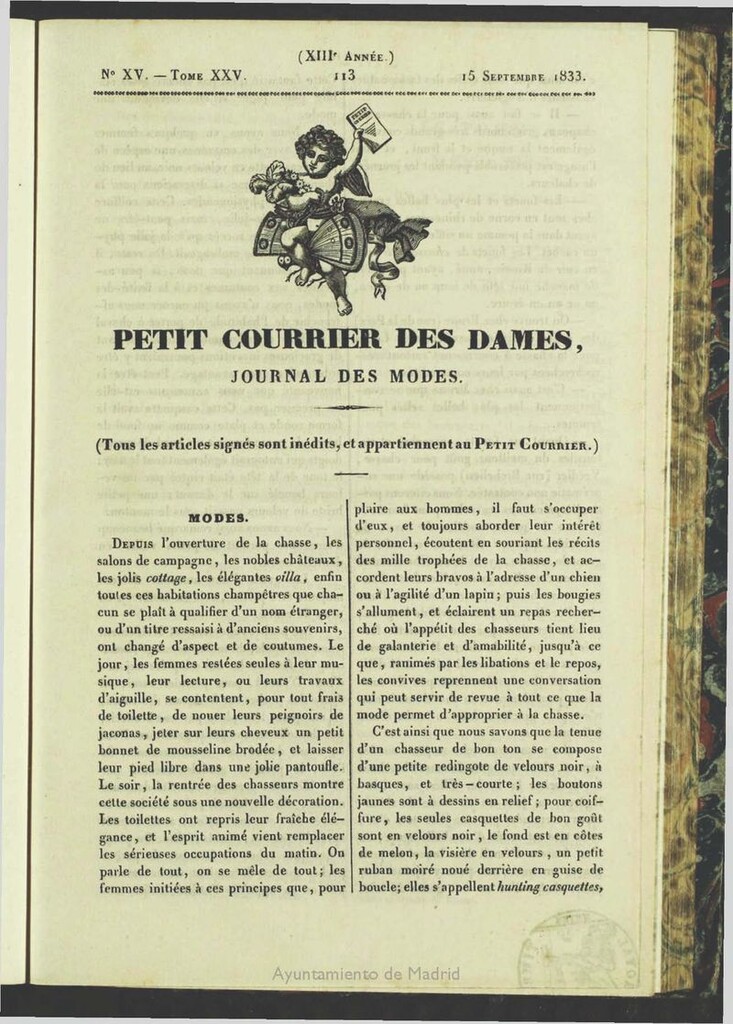 (XIIIᵉ Année.)
Nº XV. — Tome XXV. 113 15 Septembre 1833.
PETIT COURRIER DES DAMES,
JOURNAL DES MODES.
(Tous les articles signés sont inédits, et appartiennent au Petit Courrier.)
MODES.
Depuis l'ouverture de la chasse, les
salons de campagne, les nobles châteaux,
les jolis cottage, les élégantes villa, enfin
toutes ces habitations champêtres que cha-
cun se plaît à qualifier d'un nom étranger,
ou d'un titre ressaisi à d'anciens souvenirs,
ont changé d'aspect et de coutumes. Le
jour, les femmes restées seules à leur mu-
sique, leur lecture, ou leurs travaux
d'aiguille, se contentent, pour tout frais
de toilette, de nouer leurs peignoirs de
jaconas, jeter sur leurs cheveux un petit
bonnet de mousseline brodée, et laisser
leur pied libre dans une jolie pantoufle.
Le soir, la rentrée des chasseurs montre
cette société sous une nouvelle décoration.
Les toilettes ont repris leur fraîche élé-
gance, et l'esprit animé vient remplacer
les sérieuses occupations du matin. On
parle de tout, on se mêle de tout; les
femmes initiées à ces principes que, pour
plaire aux hommes, il faut s'occuper
d'eux, et toujours aborder leur intérêt
personnel, écoutent en souriant les récits
des mille trophées de la chasse, et ac-
cordent leurs bravos à l'adresse d'un chien
ou à l'agilité d'un lapin; puis les bougies
s'allument, et éclairent un repas recher-
ché où l'appétit des chasseurs tient lieu
de galanterie et d'amabilité, jusqu'à ce
que, ranimés par les libations et le repos,
les convives reprennent une conversation
qui peut servir de revue à tout ce que la
mode permet d'approprier à la chasse.
C'est ainsi que nous savons que la tenue
d'un chasseur de bon ton se compose
d'une petite redingote de velours noir, à
basques, et très-courte; les boutons
jaunes sont à dessins en relief; pour coif-
fure, les seules casquettes de bon goût
sont en velours noir, le fond est en côtes
de melon, la visière en velours, un petit
ruban moiré noué derrière en guise de
boucle; elles s'appellent hunting casquettes,
Ayuntamiento de Madrid